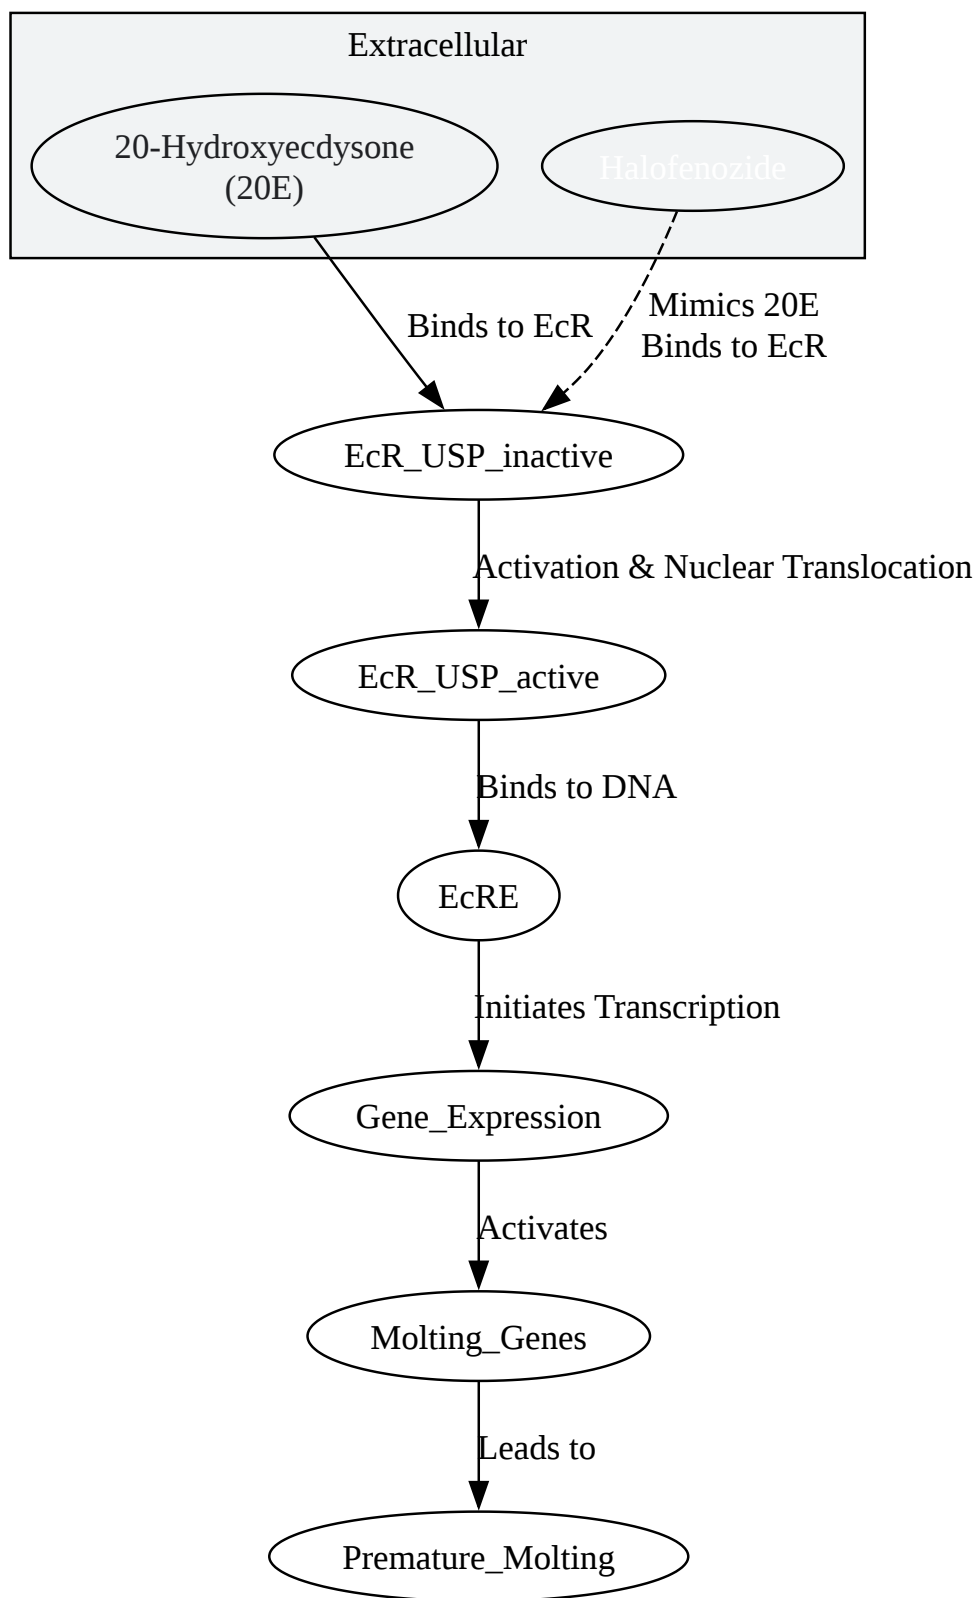 Extracellular
20-Hydroxyecdysone
(20E)
Halofenozide
Binds to EcR
Mimics 20E
Binds to EcR
EcR_USP_inactive
Activation & Nuclear Translocation
EcR_USP_active
Binds to DNA
EcRE
Initiates Transcription
Gene_Expression
Activates
Molting_Genes
Leads to
Premature_Molting